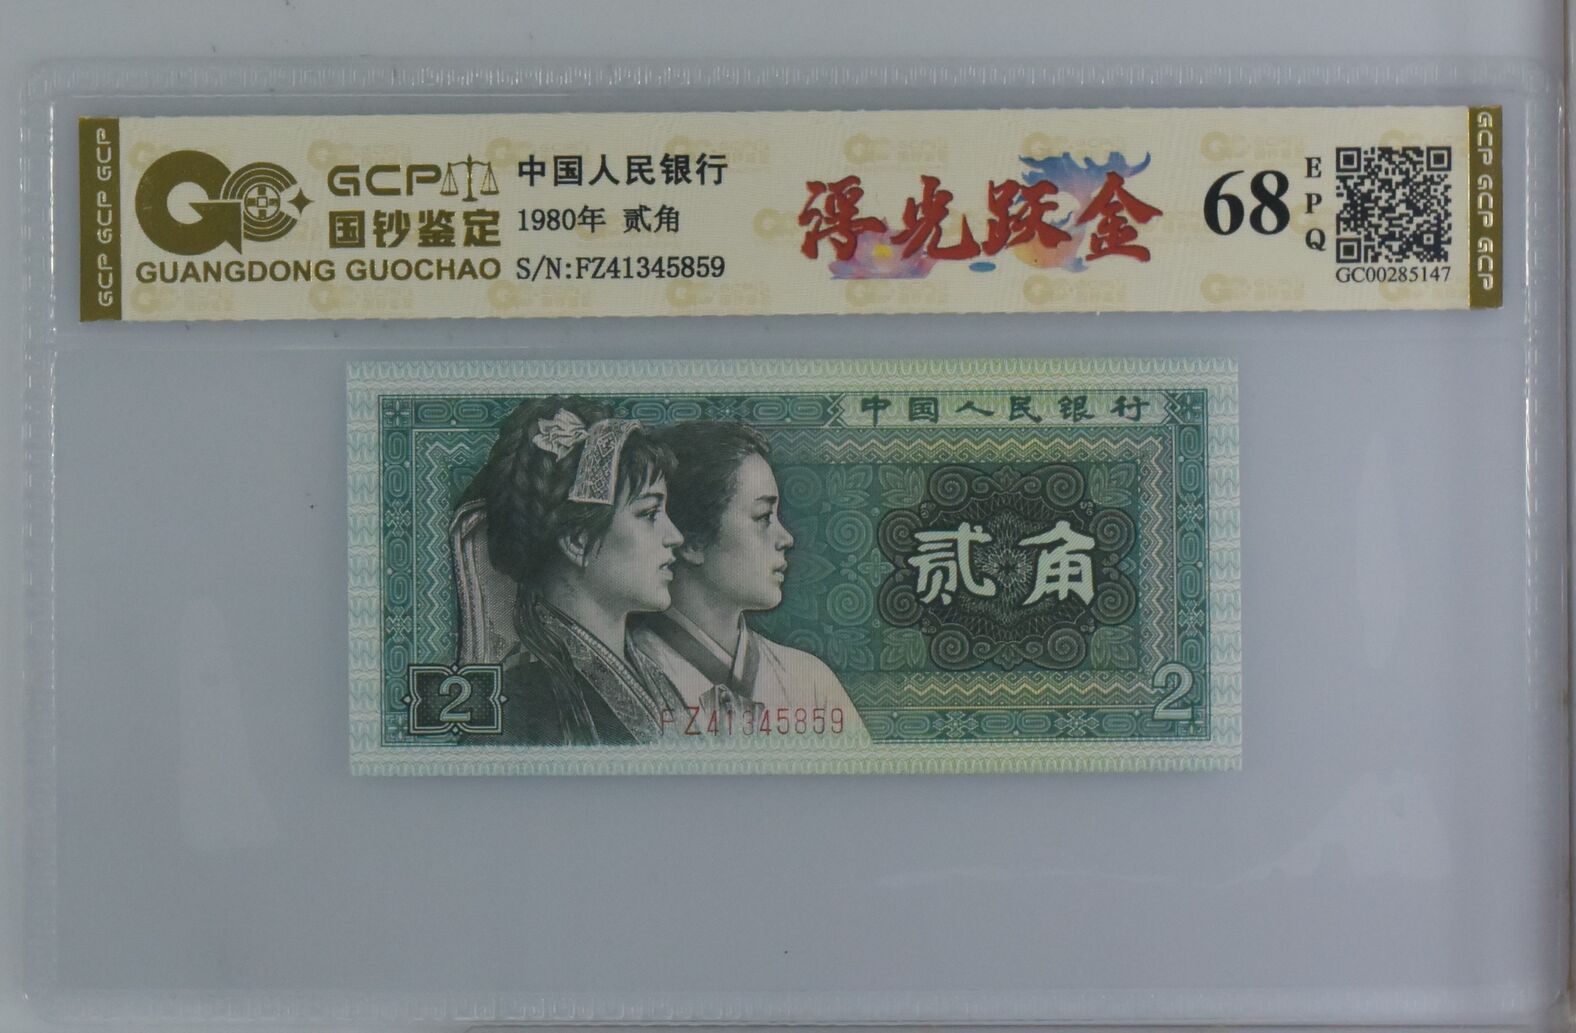 GCP GCP GCP
GCP
国钞鉴定
GUANGDONG GUOCHAO
中国人民银行
1980年 贰角
S/N:FZ41345859
浮光跃金
68
EPQ
GC00285147
GCP GCP GCP
中国人民银行
贰角
2
FZ41345859
2